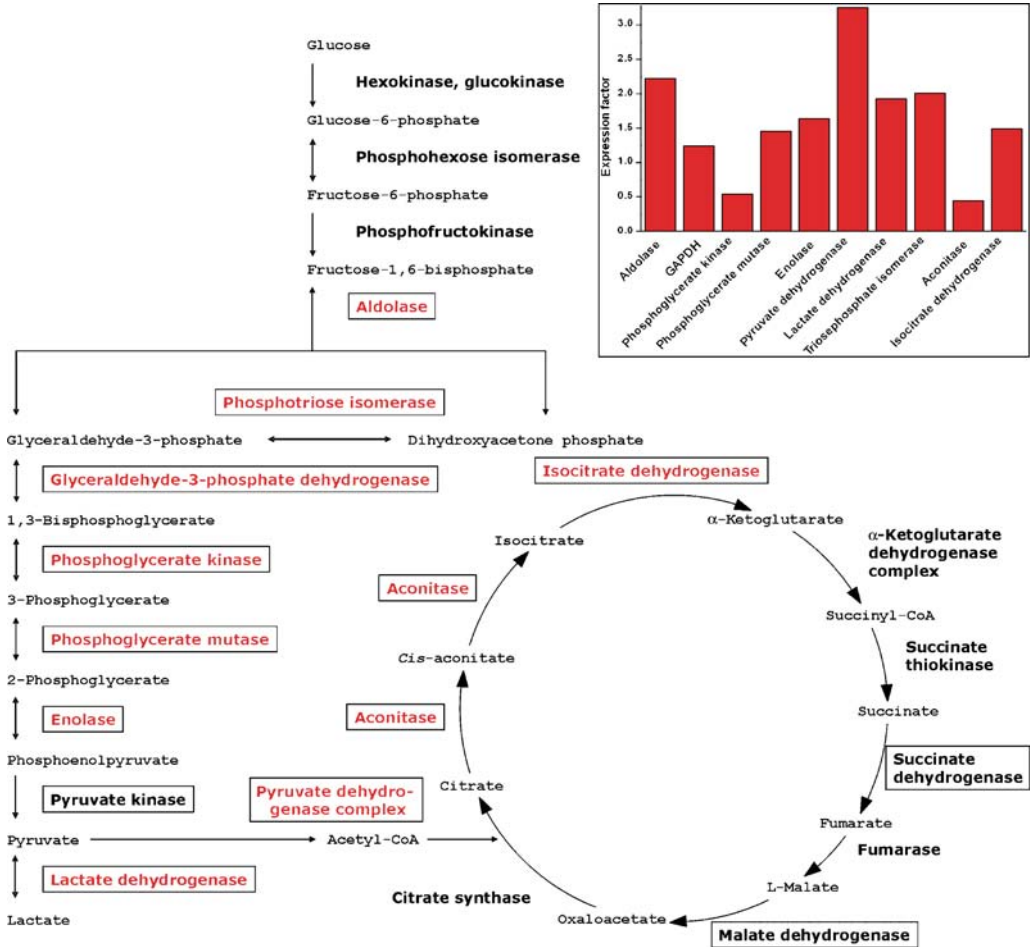 Glucose
Hexokinase, glucokinase
Glucose-6-phosphate
Phosphohexose isomerase
Fructose-6-phosphate
Phosphofructokinase
Fructose-1,6-bisphosphate
Aldolase
Expression factor
3.0
2.5
2.0
1.5
1.0
0.5
0.0
Aldolase
GAPDH
Phosphoglycerate kinase
Phosphoglycerate mutase
Enolase
Pyruvate dehydrogenase
Lactate dehydrogenase
Triosephosphate isomerase
Aconitase
Isocitrate dehydrogenase
Phosphotriose isomerase
Glyceraldehyde-3-phosphate
Dihydroxyacetone phosphate
Glyceraldehyde-3-phosphate dehydrogenase
1,3-Bisphosphoglycerate
Phosphoglycerate kinase
3-Phosphoglycerate
Phosphoglycerate mutase
2-Phosphoglycerate
Enolase
Phosphoenolpyruvate
Pyruvate kinase
Pyruvate
Lactate dehydrogenase
Lactate
Pyruvate dehydro-
genase complex
Acetyl-CoA
Citrate synthase
Citrate
Aconitase
Cis-aconitate
Aconitase
Isocitrate
Isocitrate dehydrogenase
α-Ketoglutarate
α-Ketoglutarate
dehydrogenase
complex
Succinyl-CoA
Succinate
thiokinase
Succinate
Succinate
dehydrogenase
Fumarate
Fumarase
L-Malate
Malate dehydrogenase
Oxaloacetate